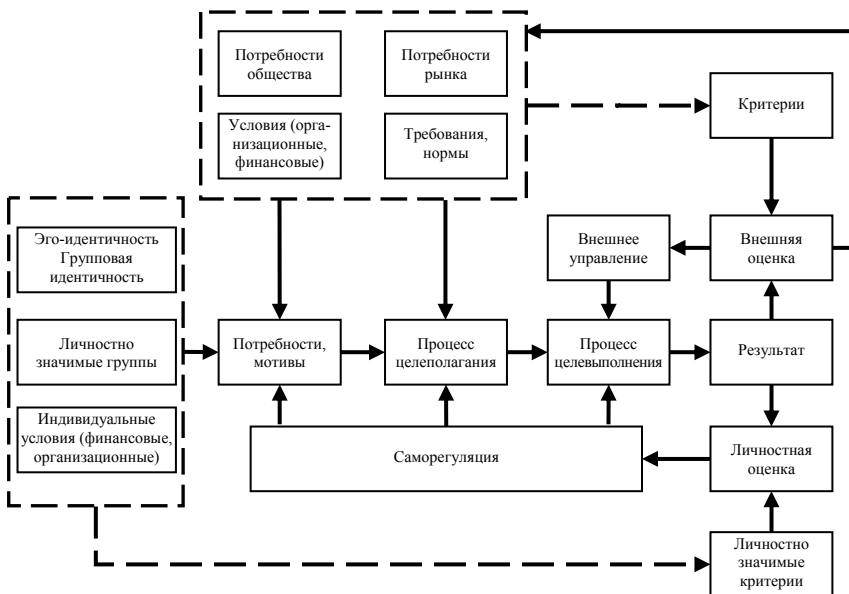 Потребности
общества
Потребности
рынка
Условия (орга-
низационные,
финансовые)
Требования,
нормы
Критерии
Эго-идентичность
Групповая
идентичность
Внешнее
управление
Внешняя
оценка
Личностно
значимые группы
Потребности,
мотивы
Процесс
целеполагания
Процесс
целевыполнения
Результат
Индивидуальные
условия (финансовые,
организационные)
Саморегуляция
Личностная
оценка
Личностно
значимые
критерии